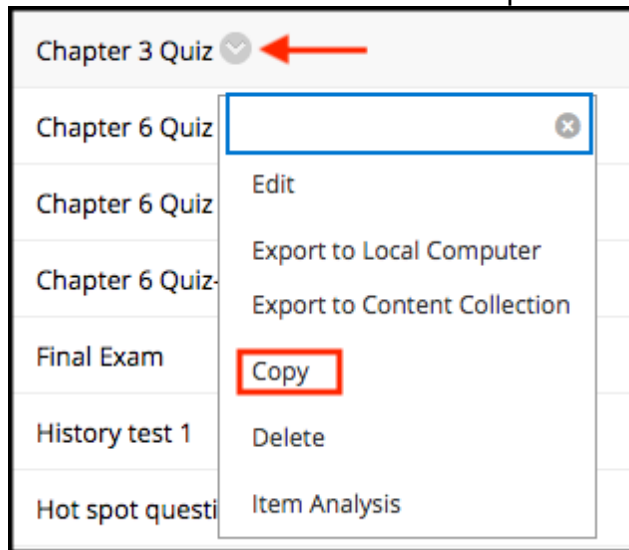 Chapter 3 Quiz
Chapter 6 Quiz
Chapter 6 Quiz
Chapter 6 Quiz-
Final Exam
History test 1
Hot spot questi
Edit
Export to Local Computer
Export to Content Collection
Copy
Delete
Item Analysis